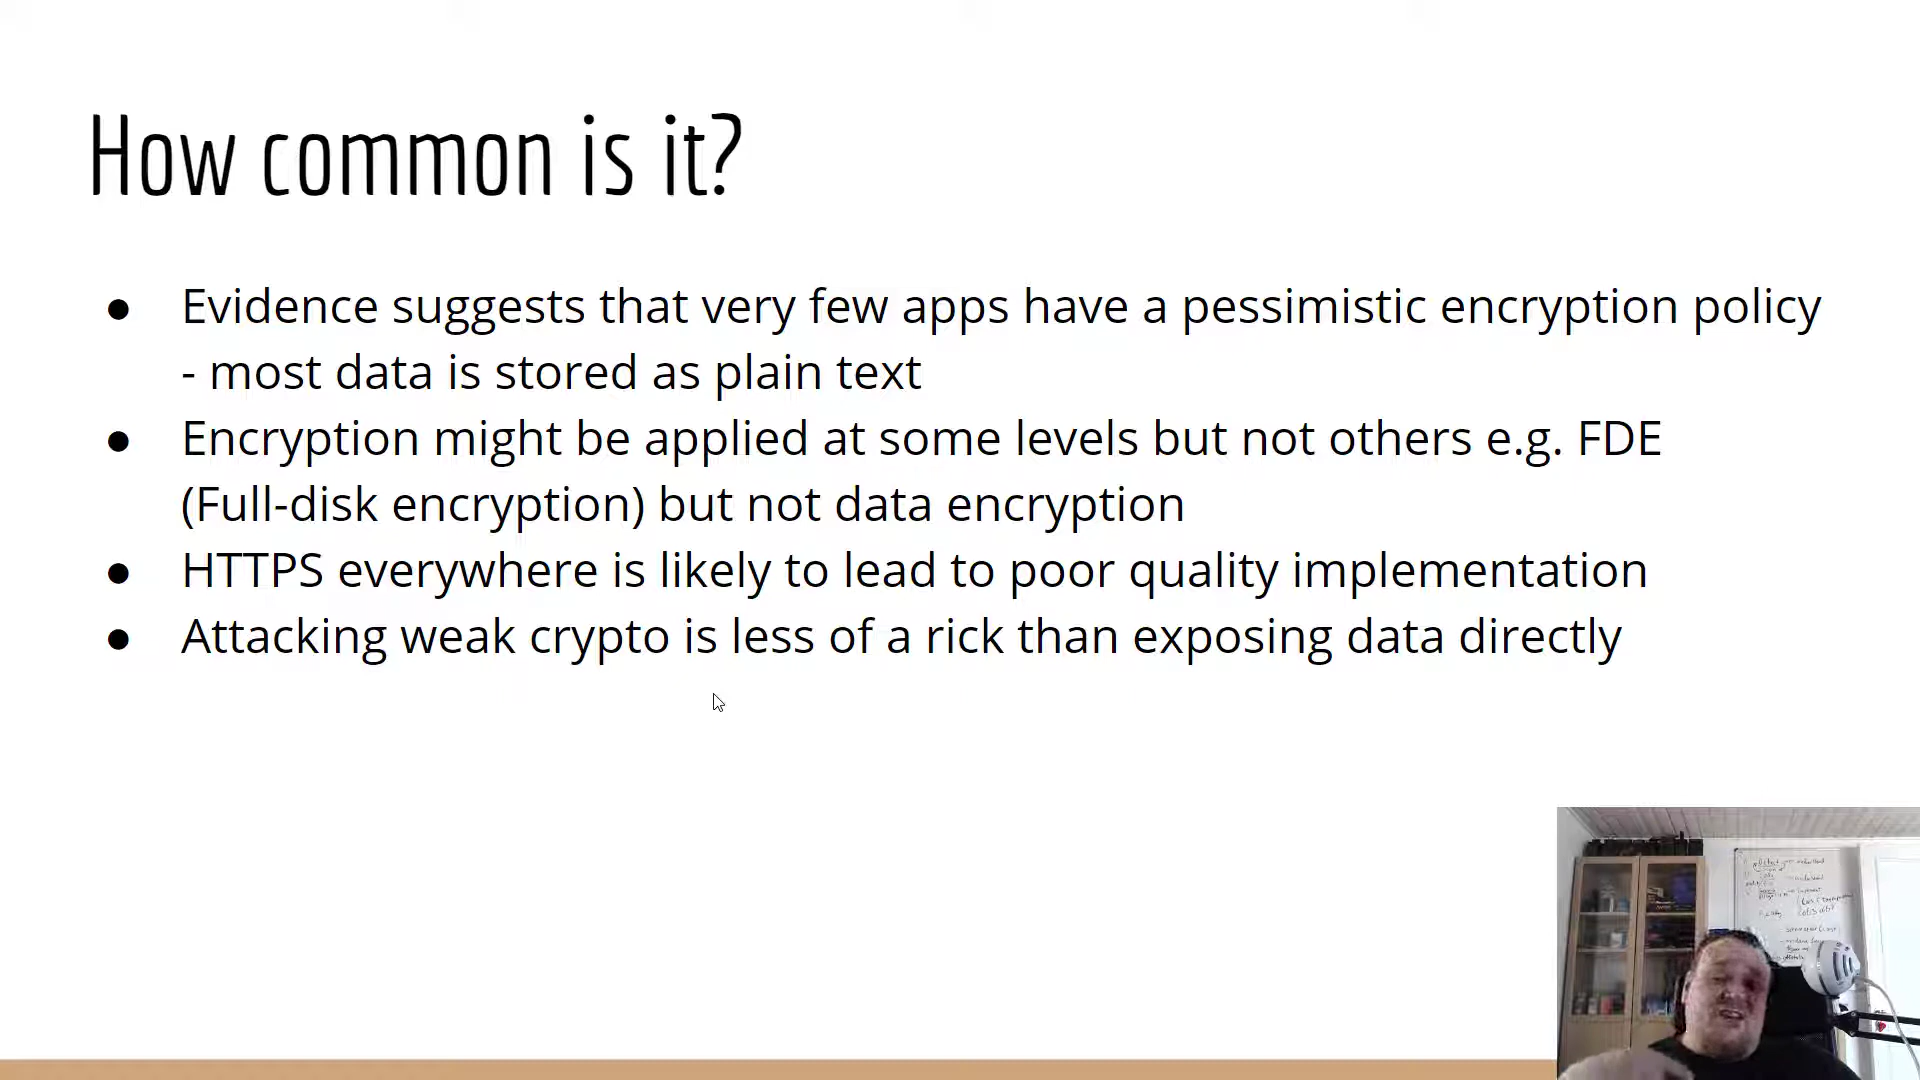 How common is it?
● Evidence suggests that very few apps have a pessimistic encryption policy
- most data is stored as plain text
● Encryption might be applied at some levels but not others e.g. FDE
(Full-disk encryption) but not data encryption
● HTTPS everywhere is likely to lead to poor quality implementation
● Attacking weak crypto is less of a rick than exposing data directly